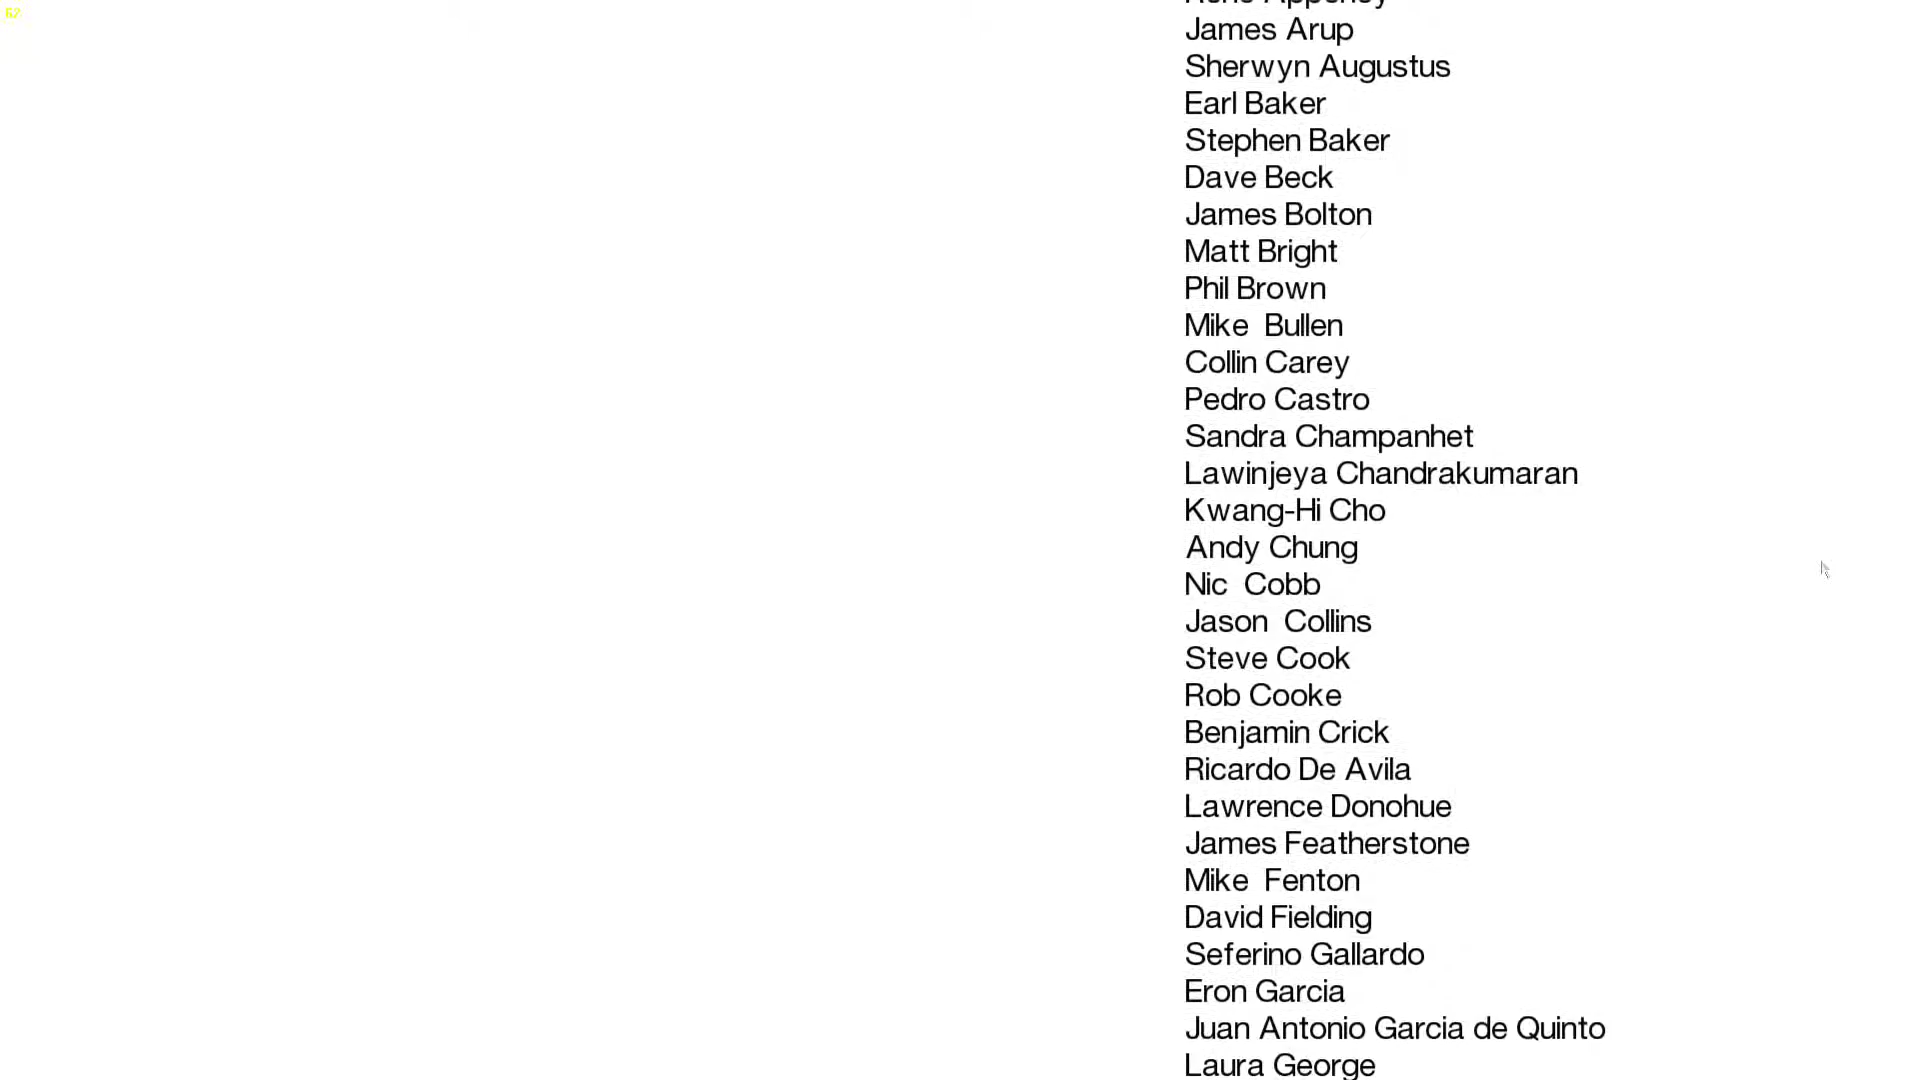 62
James Arup
Sherwyn Augustus
Earl Baker
Stephen Baker
Dave Beck
James Bolton
Matt Bright
Phil Brown
Mike  Bullen
Collin Carey
Pedro Castro
Sandra Champanhet
Lawinjeya Chandrakumaran
Kwang-Hi Cho
Andy Chung
Nic  Cobb
Jason  Collins
Steve Cook
Rob Cooke
Benjamin Crick
Ricardo De Avila
Lawrence Donohue
James Featherstone
Mike  Fenton
David Fielding
Seferino Gallardo
Eron Garcia
Juan Antonio Garcia de Quinto
Laura George